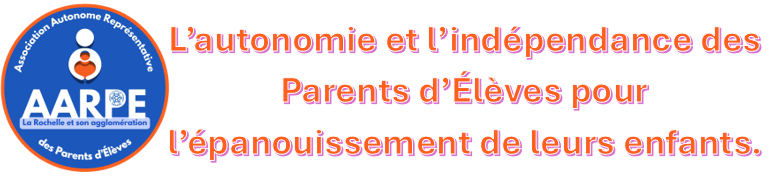 Association Autonome Représentative
AARPE
La Rochelle et son agglomération
des Parents d'Élèves
L'autonomie et l'indépendance des
Parents d'Élèves pour
l'épanouissement de leurs enfants.